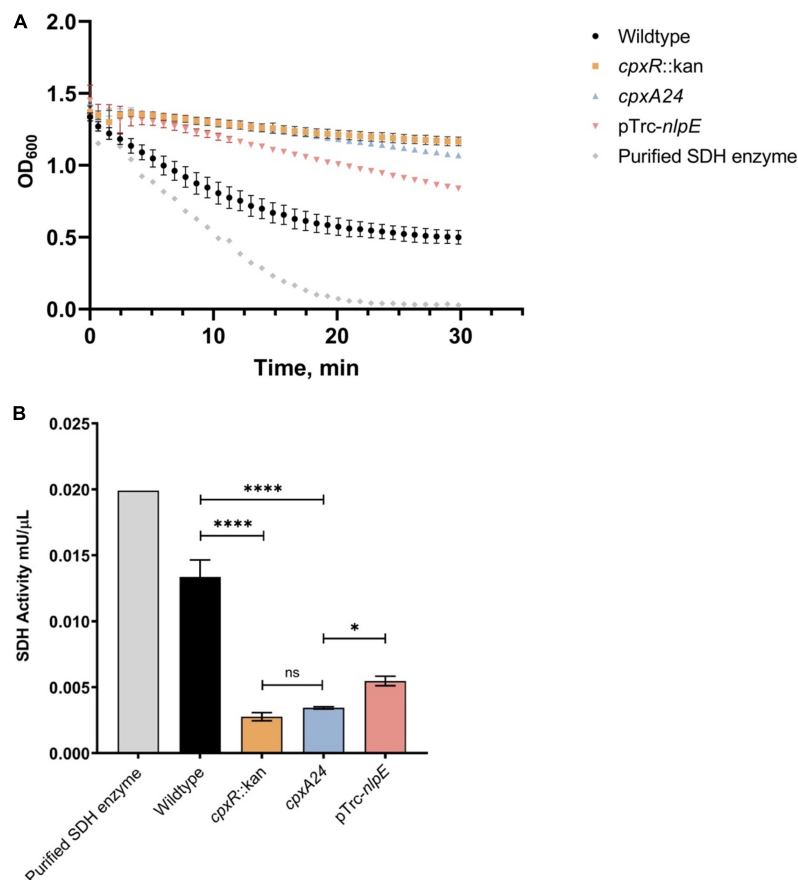 A
2.0
1.5
1.0
0.5
0.0
OD600
0 10 20 30
Time, min
Wildtype
cpxR::kan
cpxA24
pTrc-nlpE
Purified SDH enzyme
B
0.025
0.020
0.015
0.010
0.005
0.000
SDH Activity mU/µL
****
****
*
ns
Purified SDH enzyme
Wildtype
cpxR::kan
cpxA24
pTrc-nlpE